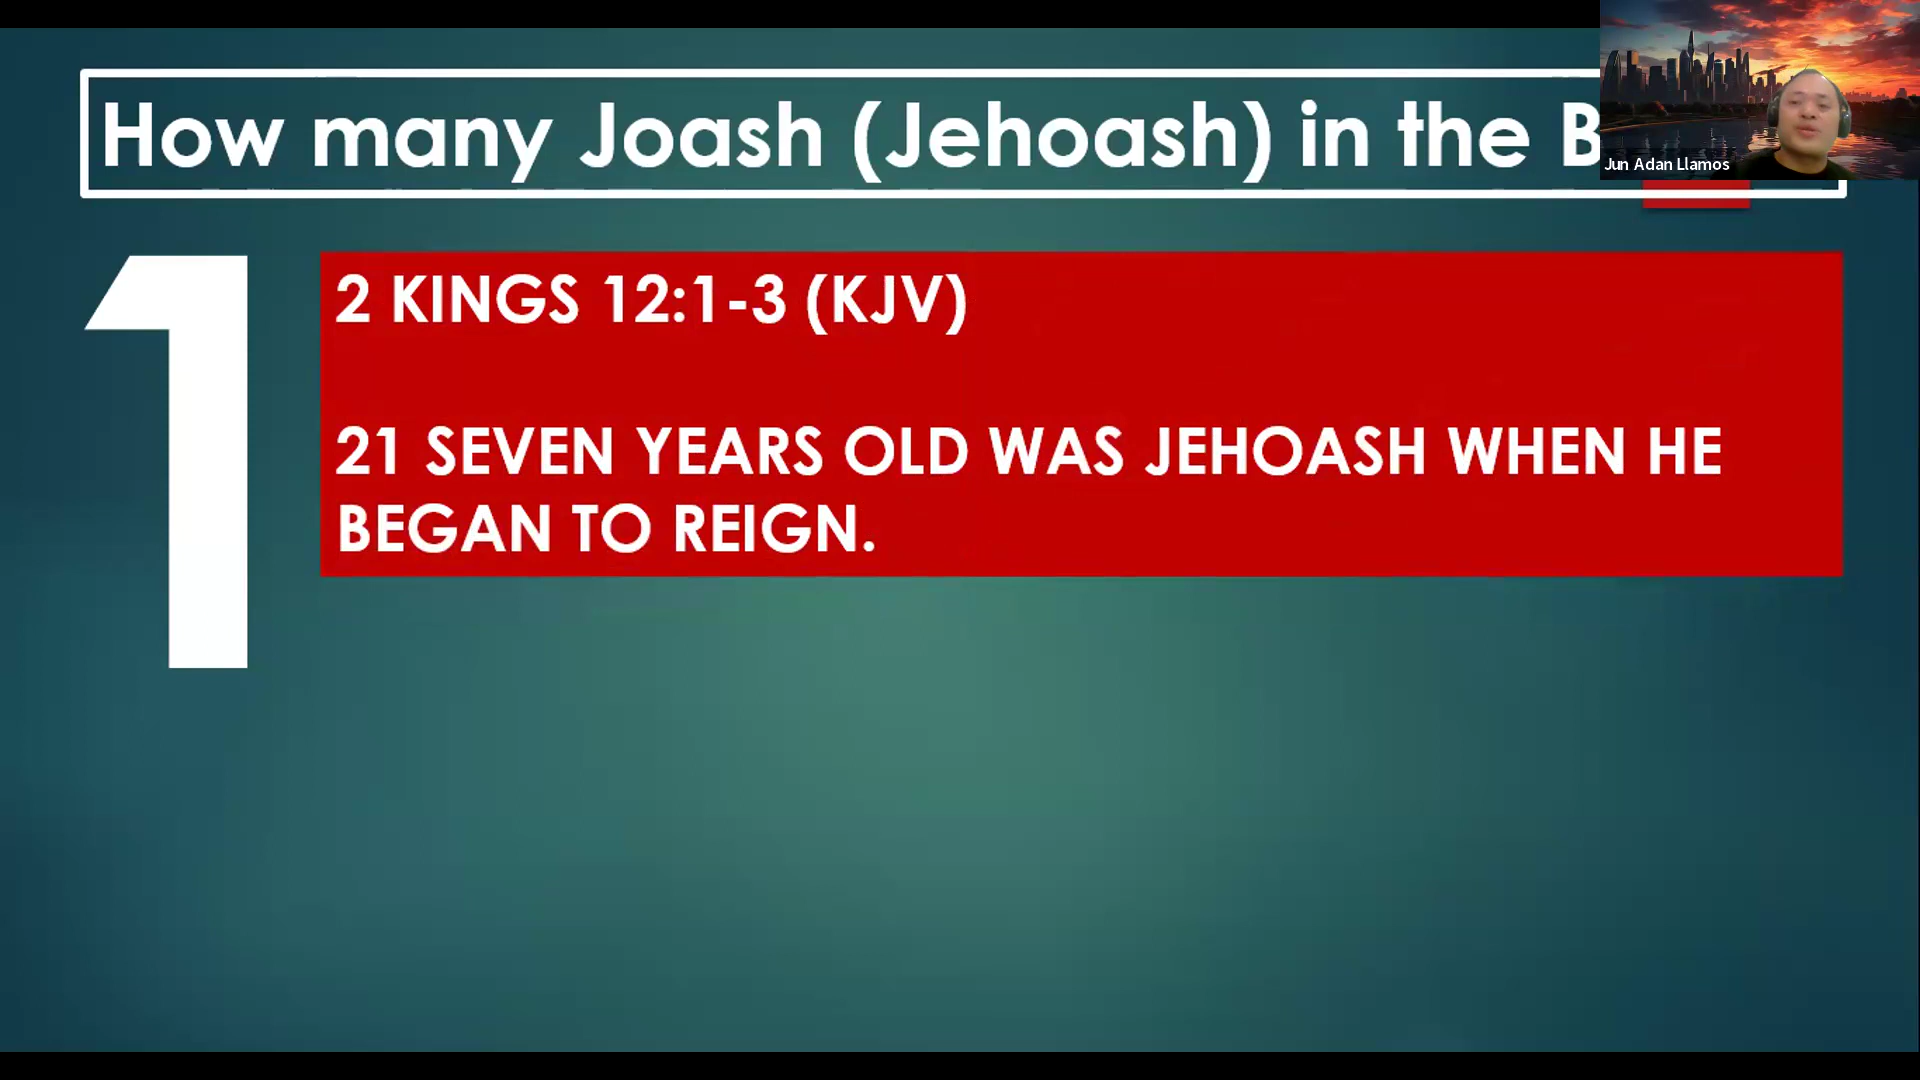 How many Joash (Jehoash) in the B
Jun Adan Llamos
1
2 KINGS 12:1-3 (KJV)
21 SEVEN YEARS OLD WAS JEHOASH WHEN HE
BEGAN TO REIGN.